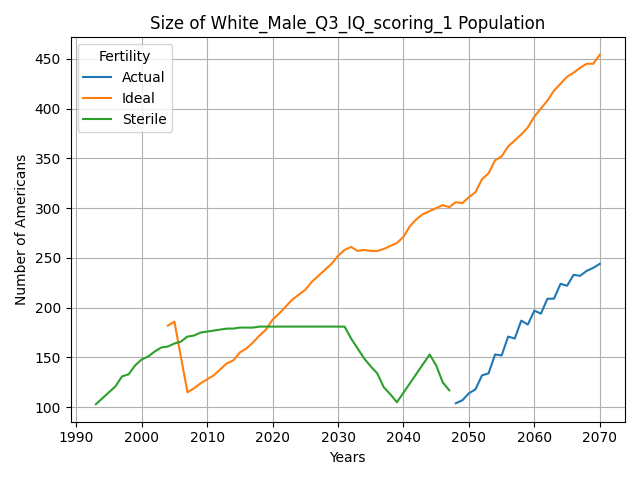 Size of White_Male_Q3_IQ_scoring_1 Population
Fertility
Actual
Ideal
Sterile
Number of Americans
450
400
350
300
250
200
150
100
1990
2000
2010
2020
2030
2040
2050
2060
2070
Years